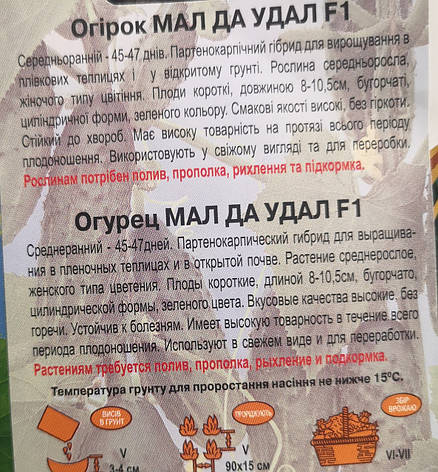 Огірок МАЛ ДА УДАЛ F1
Середньоранній - 45-47 днів. Партенокарпічний гібрид для вирощування в
плівкових теплицях і у відкритому ґрунті. Рослина середньоросла,
жіночого типу цвітіння. Плоди короткі, довжиною 8-10,5см, бугорчаті,
циліндричної форми, зеленого кольору. Смакові якості високі, без гіркоти.
Стійкий до хвороб. Має високу товарність на протязі всього періоду
плодоношення. Використовують у свіжому вигляді та для переробки.
Рослинам потрібен полив, прополка, рихлення та підкормка.
Огурец МАЛ ДА УДАЛ F1
Среднеранний - 45-47дней. Партенокарпический гибрид для выращива-
ния в пленочных теплицах и в открытой почве. Растение среднерослое,
женского типа цветения. Плоды короткие, длиной 8-10,5см, бугорчато,
цилиндрической формы, зеленого цвета. Вкусовые качества высокие, без
горечи. Устойчик к болезням. Имеет высокую товарность в течение всего
периода плодоношения. Используют в свежем виде и для переработки.
Растениям требуется полив, прополка, рыхление и подкормка.
Температура грунту для проростання насіння не нижче 15°С.
ВИСІВ В ҐРУНТ
ПРОРІДЖУЮТЬ
ЗБІР ВРОЖАЮ
V
3-4 см
V
90х15 см
VI-VII